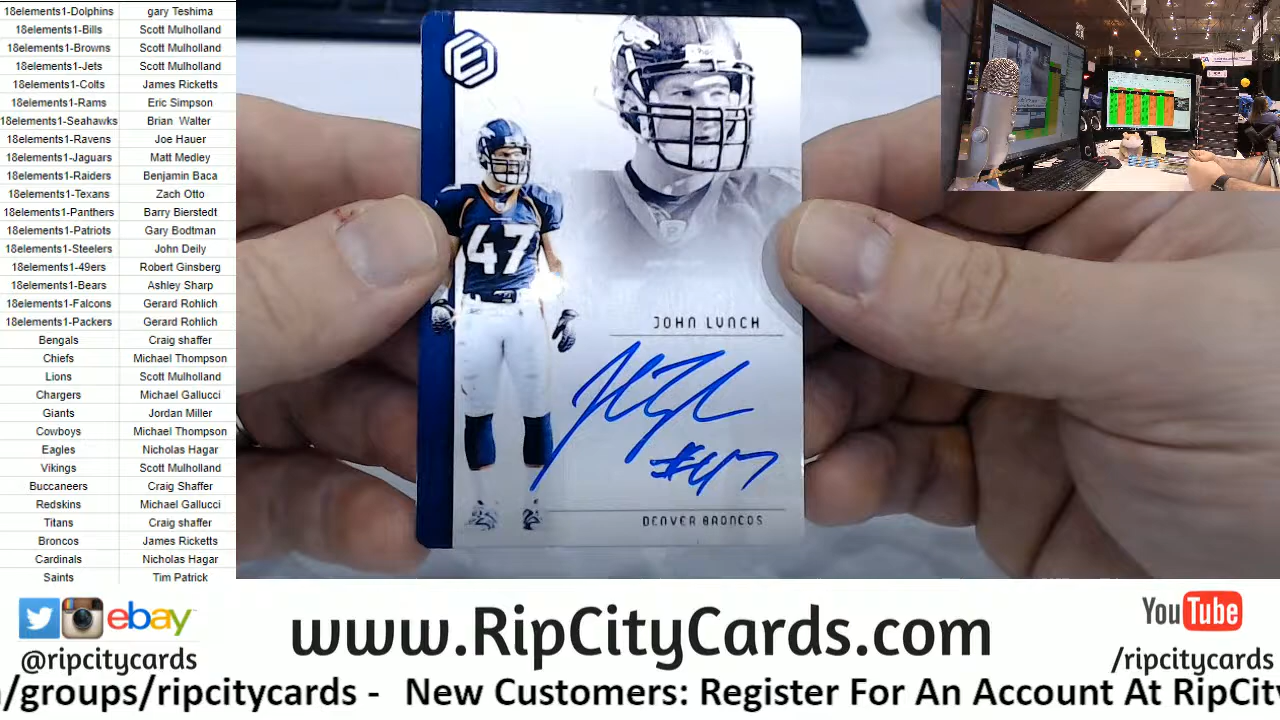 18elements1-Dolphins gary Teshima
18elements1-Bills Scott Mulholland
18elements1-Browns Scott Mulholland
18elements1-Jets Scott Mulholland
18elements1-Colts James Ricketts
18elements1-Rams Eric Simpson
18elements1-Seahawks Brian Walter
18elements1-Ravens Joe Hauer
18elements1-Jaguars Matt Medley
18elements1-Raiders Benjamin Baca
18elements1-Texans Zach Otto
18elements1-Panthers Barry Bierstedt
18elements1-Patriots Gary Bodtman
18elements1-Steelers John Deily
18elements1-49ers Robert Ginsberg
18elements1-Bears Ashley Sharp
18elements1-Falcons Gerard Rohlich
18elements1-Packers Gerard Rohlich
Bengals Craig shaffer
Chiefs Michael Thompson
Lions Scott Mulholland
Chargers Michael Gallucci
Giants Jordan Miller
Cowboys Michael Thompson
Eagles Nicholas Hagar
Vikings Scott Mulholland
Buccaneers Craig Shaffer
Redskins Michael Gallucci
Titans Craig shaffer
Broncos James Ricketts
Cardinals Nicholas Hagar
Saints Tim Patrick
E
47
JOHN LYNCH
#47
DENVER BRONCOS
ebay
@ripcitycards
www.RipCityCards.com
YouTube
/ripcitycards
/groups/ripcitycards - New Customers: Register For An Account At RipCity